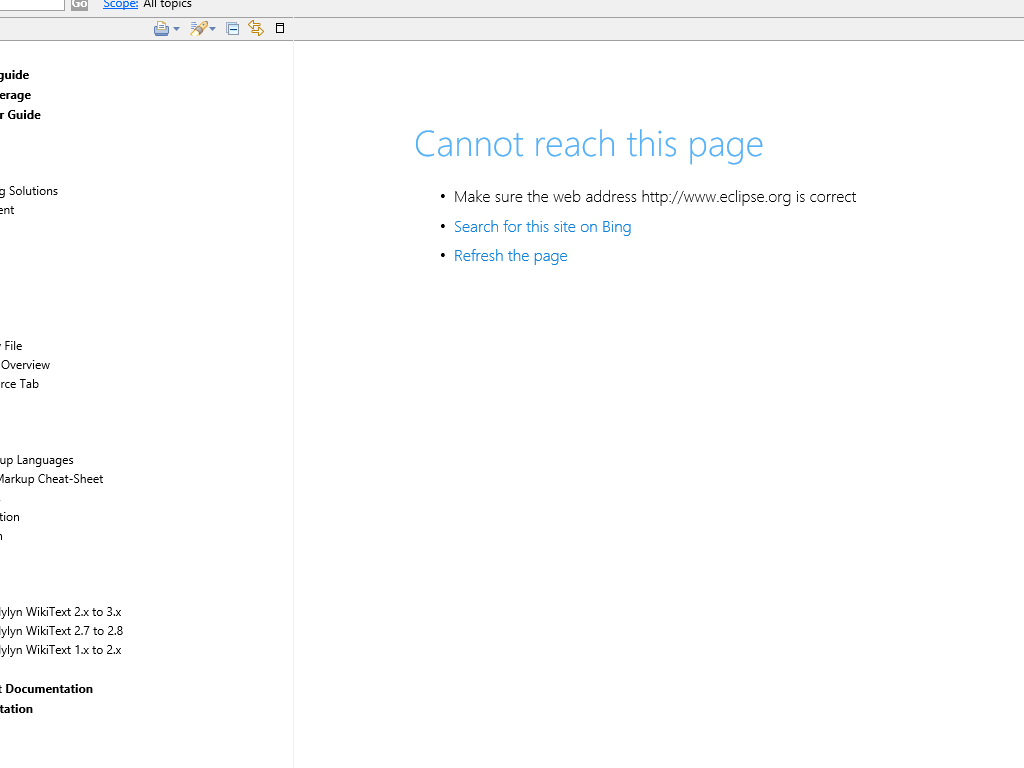 Go Scope: All topics
guide
erage
r Guide
g Solutions
ent
File
Overview
rce Tab
up Languages
Markup Cheat-Sheet
tion
n
ylyn WikiText 2.x to 3.x
ylyn WikiText 2.7 to 2.8
ylyn WikiText 1.x to 2.x
t Documentation
tation
Cannot reach this page
• Make sure the web address http://www.eclipse.org is correct
• Search for this site on Bing
• Refresh the page